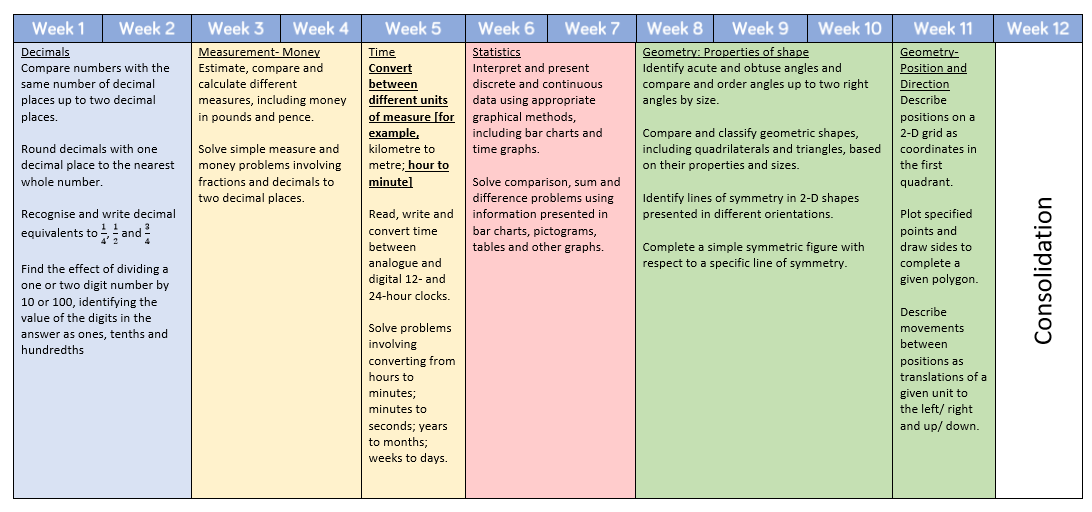 Week 1
Week 2
Week 3
Week 4
Week 5
Week 6
Week 7
Week 8
Week 9
Week 10
Week 11
Week 12
Decimals
Compare numbers with the
same number of decimal
places up to two decimal
places.
Round decimals with one
decimal place to the nearest
whole number.
Recognise and write decimal
equivalents to 1/4, 1/2 and 3/4
Find the effect of dividing a
one or two digit number by
10 or 100, identifying the
value of the digits in the
answer as ones, tenths and
hundredths
Measurement- Money
Estimate, compare and
calculate different
measures, including money
in pounds and pence.
Solve simple measure and
money problems involving
fractions and decimals to
two decimal places.
Time
Convert
between
different units
of measure [for
example,
kilometre to
metre; hour to
minute]
Read, write and
convert time
between
analogue and
digital 12- and
24-hour clocks.
Solve problems
involving
converting from
hours to
minutes;
minutes to
seconds; years
to months;
weeks to days.
Statistics
Interpret and present
discrete and continuous
data using appropriate
graphical methods,
including bar charts and
time graphs.
Solve comparison, sum and
difference problems using
information presented in
bar charts, pictograms,
tables and other graphs.
Geometry: Properties of shape
Identify acute and obtuse angles and
compare and order angles up to two right
angles by size.
Compare and classify geometric shapes,
including quadrilaterals and triangles, based
on their properties and sizes.
Identify lines of symmetry in 2-D shapes
presented in different orientations.
Complete a simple symmetric figure with
respect to a specific line of symmetry.
Geometry-
Position and
Direction
Describe
positions on a
2-D grid as
coordinates in
the first
quadrant.
Plot specified
points and
draw sides to
complete a
given polygon.
Describe
movements
between
positions as
translations of a
given unit to
the left/ right
and up/ down.
Consolidation